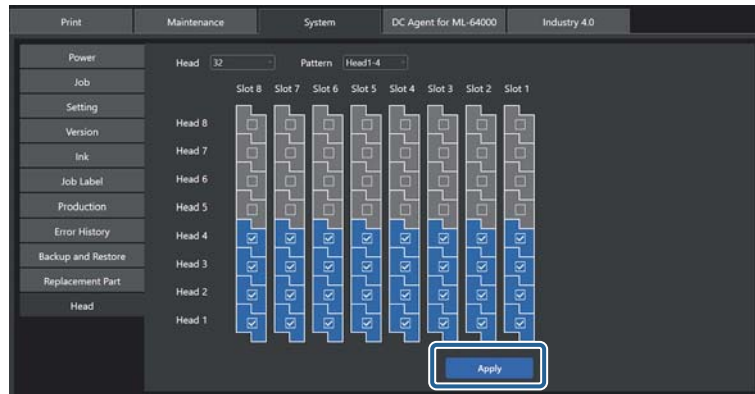 Print Maintenance System DC Agent for ML-64000 Industry 4.0
Power
Job
Setting
Version
Ink
Job Label
Production
Error History
Backup and Restore
Replacement Part
Head
Head 32 Pattern Head1-4
Slot 8 Slot 7 Slot 6 Slot 5 Slot 4 Slot 3 Slot 2 Slot 1
Head 8
Head 7
Head 6
Head 5
Head 4
Head 3
Head 2
Head 1
Apply